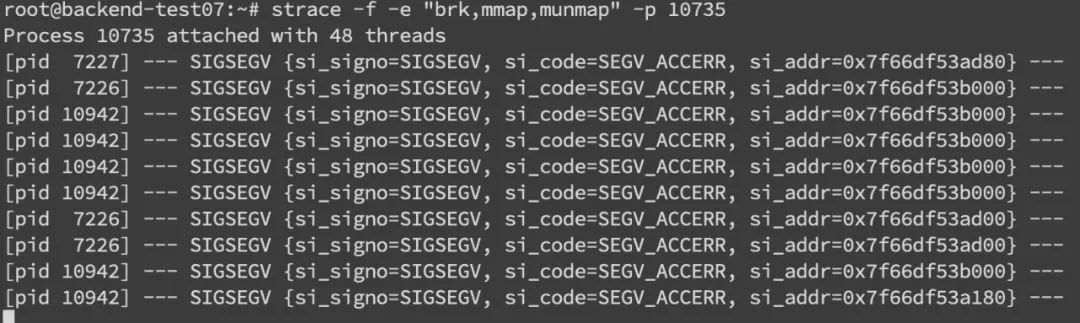 root@backend-test07:~# strace -f -e "brk,mmap,munmap" -p 10735
Process 10735 attached with 48 threads
[pid  7227] --- SIGSEGV {si_signo=SIGSEGV, si_code=SEGV_ACCERR, si_addr=0x7f66df53ad80} ---
[pid  7226] --- SIGSEGV {si_signo=SIGSEGV, si_code=SEGV_ACCERR, si_addr=0x7f66df53b000} ---
[pid 10942] --- SIGSEGV {si_signo=SIGSEGV, si_code=SEGV_ACCERR, si_addr=0x7f66df53b000} ---
[pid 10942] --- SIGSEGV {si_signo=SIGSEGV, si_code=SEGV_ACCERR, si_addr=0x7f66df53b000} ---
[pid 10942] --- SIGSEGV {si_signo=SIGSEGV, si_code=SEGV_ACCERR, si_addr=0x7f66df53b000} ---
[pid 10942] --- SIGSEGV {si_signo=SIGSEGV, si_code=SEGV_ACCERR, si_addr=0x7f66df53b000} ---
[pid  7226] --- SIGSEGV {si_signo=SIGSEGV, si_code=SEGV_ACCERR, si_addr=0x7f66df53ad00} ---
[pid  7226] --- SIGSEGV {si_signo=SIGSEGV, si_code=SEGV_ACCERR, si_addr=0x7f66df53ad00} ---
[pid 10942] --- SIGSEGV {si_signo=SIGSEGV, si_code=SEGV_ACCERR, si_addr=0x7f66df53b000} ---
[pid 10942] --- SIGSEGV {si_signo=SIGSEGV, si_code=SEGV_ACCERR, si_addr=0x7f66df53a180} ---